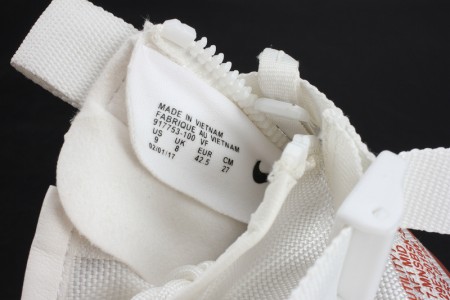 MADE IN VIETNAM
FABRIQUE AU VIETNAM
917753-100 VF
US UK EUR CM
9 8 42.5 27
02/01/17